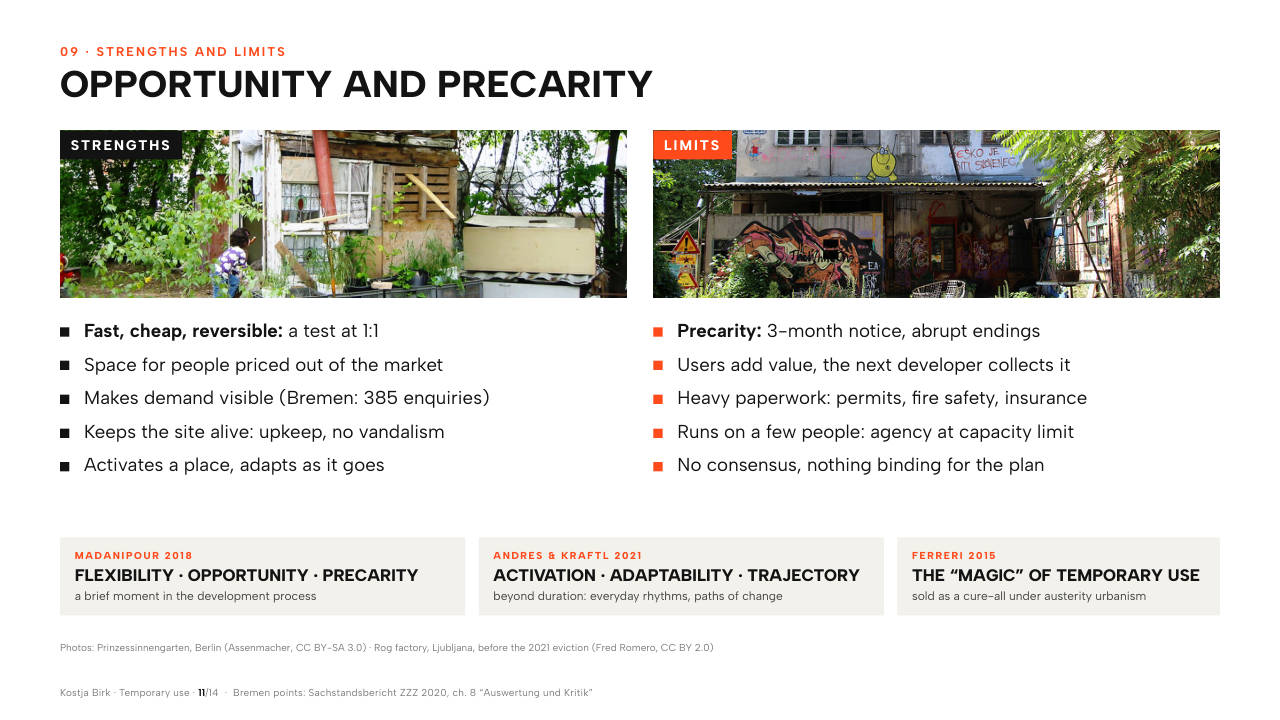 09 · STRENGTHS AND LIMITS
OPPORTUNITY AND PRECARITY
STRENGTHS
Fast, cheap, reversible: a test at 1:1
Space for people priced out of the market
Makes demand visible (Bremen: 385 enquiries)
Keeps the site alive: upkeep, no vandalism
Activates a place, adapts as it goes
LIMITS
Precarity: 3-month notice, abrupt endings
Users add value, the next developer collects it
Heavy paperwork: permits, fire safety, insurance
Runs on a few people: agency at capacity limit
No consensus, nothing binding for the plan
MADANIPOUR 2018
FLEXIBILITY · OPPORTUNITY · PRECARITY
a brief moment in the development process
ANDRES & KRAFTL 2021
ACTIVATION · ADAPTABILITY · TRAJECTORY
beyond duration: everyday rhythms, paths of change
FERRERI 2015
THE “MAGIC” OF TEMPORARY USE
sold as a cure-all under austerity urbanism
Photos: Prinzessinnengarten, Berlin (Assenmacher, CC BY-SA 3.0) · Rog factory, Ljubljana, before the 2021 eviction (Fred Romero, CC BY 2.0)
Kostja Birk · Temporary use · 11/14 · Bremen points: Sachstandsbericht ZZZ 2020, ch. 8 “Auswertung und Kritik”